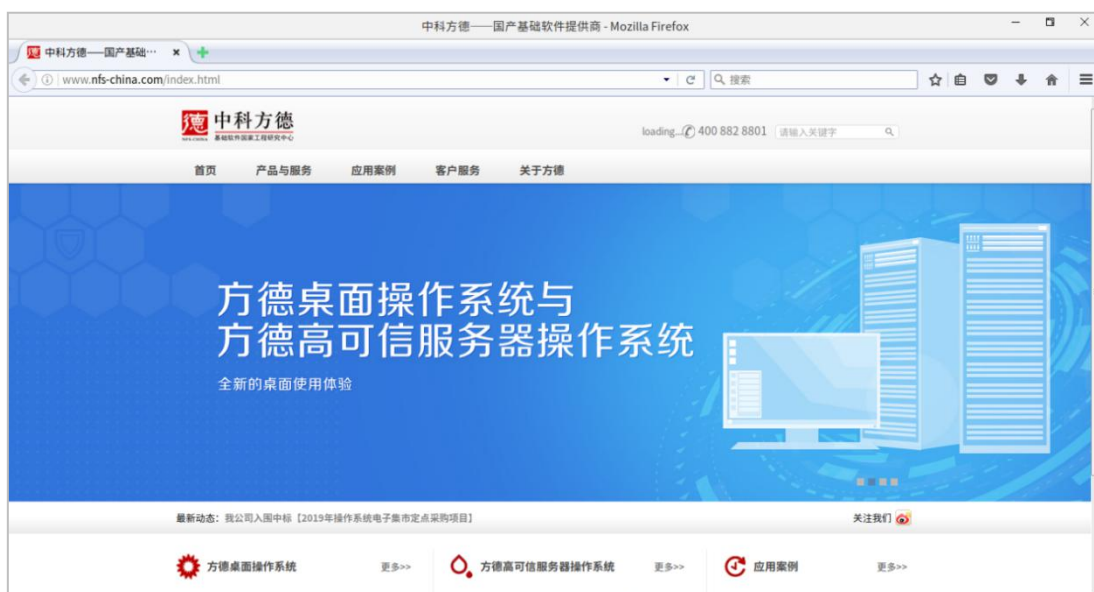 中科方德——国产基础软件提供商 - Mozilla Firefox
中科方德——国产基础…
www.nfs-china.com/index.html
搜索
德 中科方德
NFS-CHINA 基础软件国家工程研究中心
loading... 400 882 8801 请输入关键字
首页 产品与服务 应用案例 客户服务 关于方德
方德桌面操作系统与
方德高可信服务器操作系统
全新的桌面使用体验
最新动态：我公司入围中标【2019年操作系统电子集市定点采购项目】 关注我们
方德桌面操作系统 更多>> 方德高可信服务器操作系统 更多>> 应用案例 更多>>